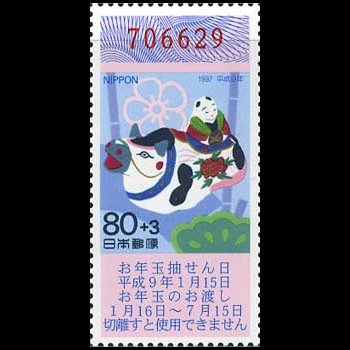 706629
NIPPON 1997 平成9年
80+3
日本郵便
お年玉抽せん日
平成9年1月15日
お年玉のお渡し
1月16日〜7月15日
切離すと使用できません